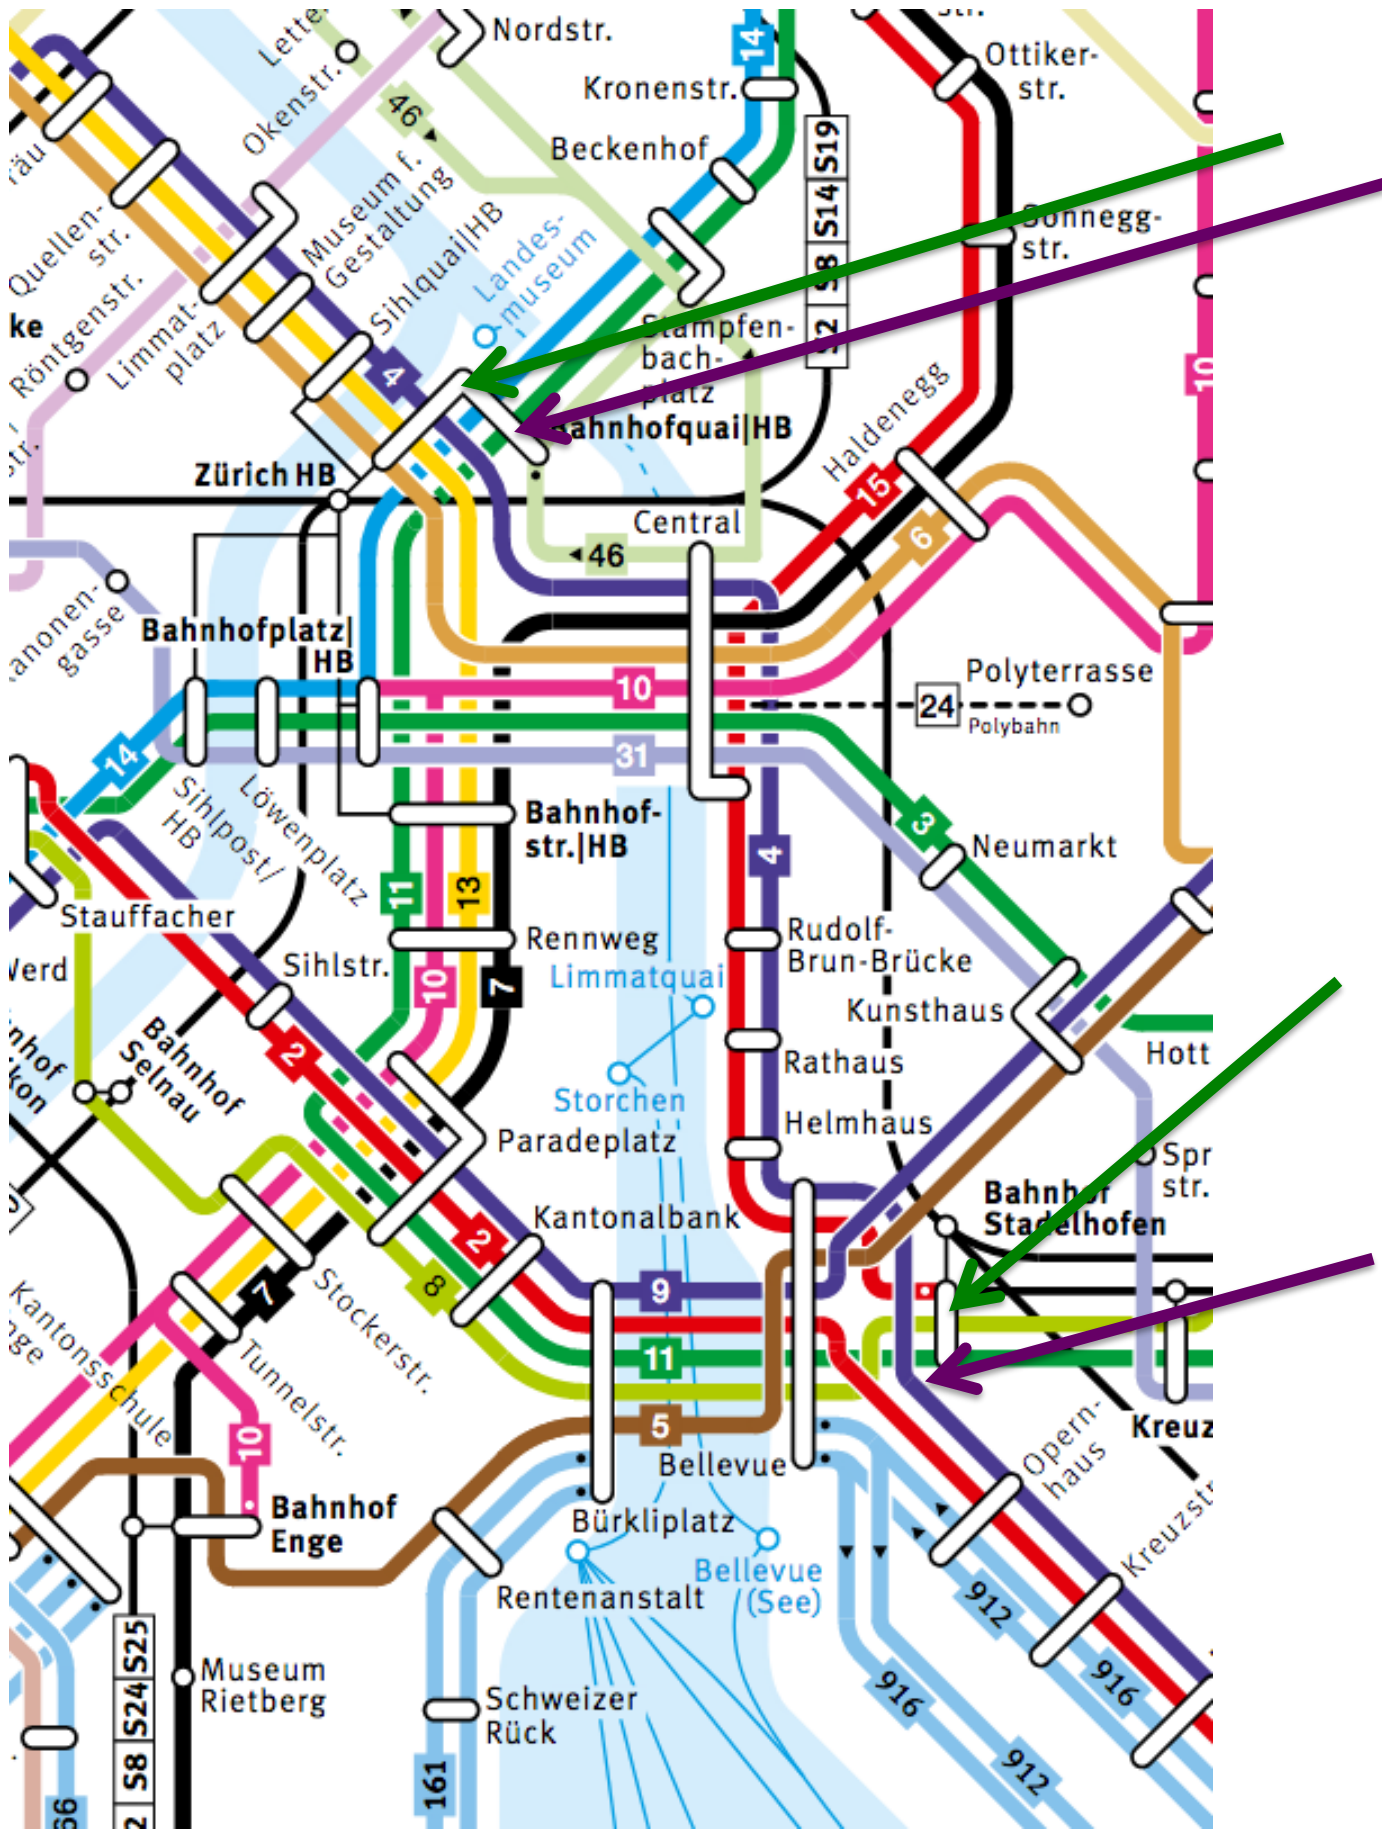 Nordstr.
14
Ottiker-
str.
Okenstr.
46
Kronenstr.
Beckenhof
S19
S14
S8
S2
Museum f.
Gestaltung
Sihlquai|HB
Landes-
museum
Sonnegg-
str.
Quellen-
str.
Röntgenstr.
Limmat-
platz
Stampfen-
bach-
platz
10
4
Haldenegg
Bahnhofquai|HB
Zürich HB
15
6
Central
46
Bahnhofplatz|
HB
10
Polyterrasse
24
Polybahn
31
14
Sihlpost/
HB
Löwenplatz
Bahnhof-
str.|HB
3
Neumarkt
4
11
13
Stauffacher
Sihlstr.
Rennweg
Rudolf-
Brun-Brücke
Limmatquai
10
7
Kunsthaus
Bahnhof
Selnau
2
Rathaus
Hott
Storchen
Helmhaus
Paradeplatz
Spr
str.
Bahnhof
Stadelhofen
Kantonalbank
2
8
9
7
Stockerstr.
11
Kantonsschule
Tunnelstr.
5
Kreuz
10
Bellevue
Opern-
haus
Bahnhof
Enge
Bürkliplatz
Kreuzstr
Bellevue
(See)
Rentenanstalt
912
S25
S24
S8
2
Museum
Rietberg
916
916
Schweizer
Rück
912
161
66